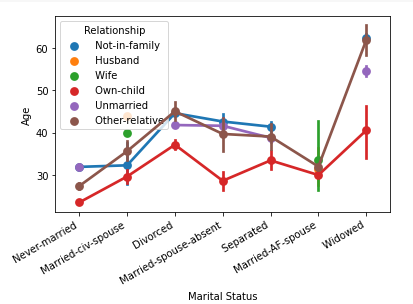 Relationship
Not-in-family
Husband
Wife
Own-child
Unmarried
Other-relative
60
50
40
30
Age
Never-married
Married-civ-spouse
Divorced
Married-spouse-absent
Separated
Married-AF-spouse
Widowed
Marital Status